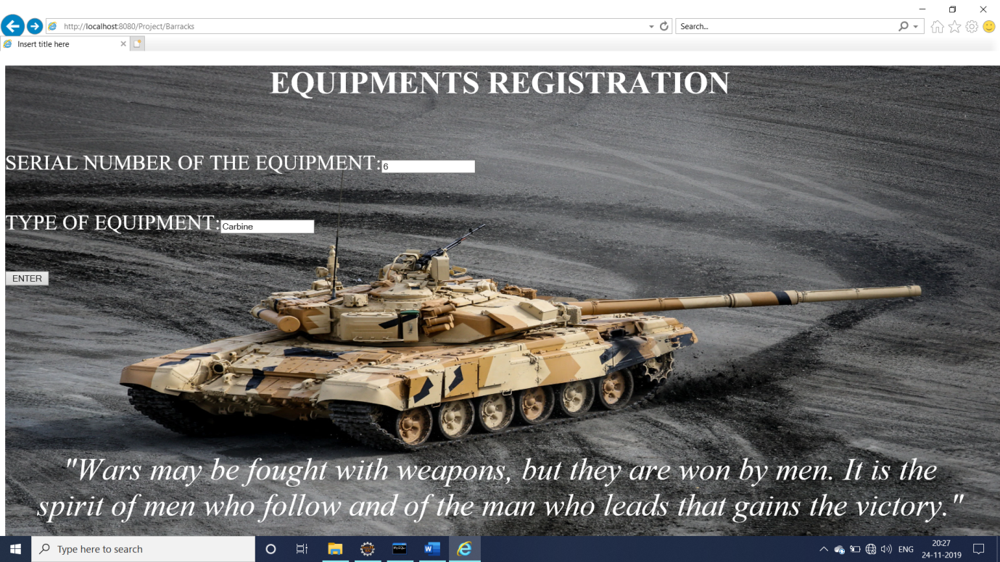 http://localhost:8080/Project/Barracks
Search...
Insert title here
EQUIPMENTS REGISTRATION
SERIAL NUMBER OF THE EQUIPMENT: 6
TYPE OF EQUIPMENT: Carbine
ENTER
"Wars may be fought with weapons, but they are won by men. It is the
spirit of men who follow and of the man who leads that gains the victory."
Type here to search
MySQL
W
ENG
20:27
24-11-2019